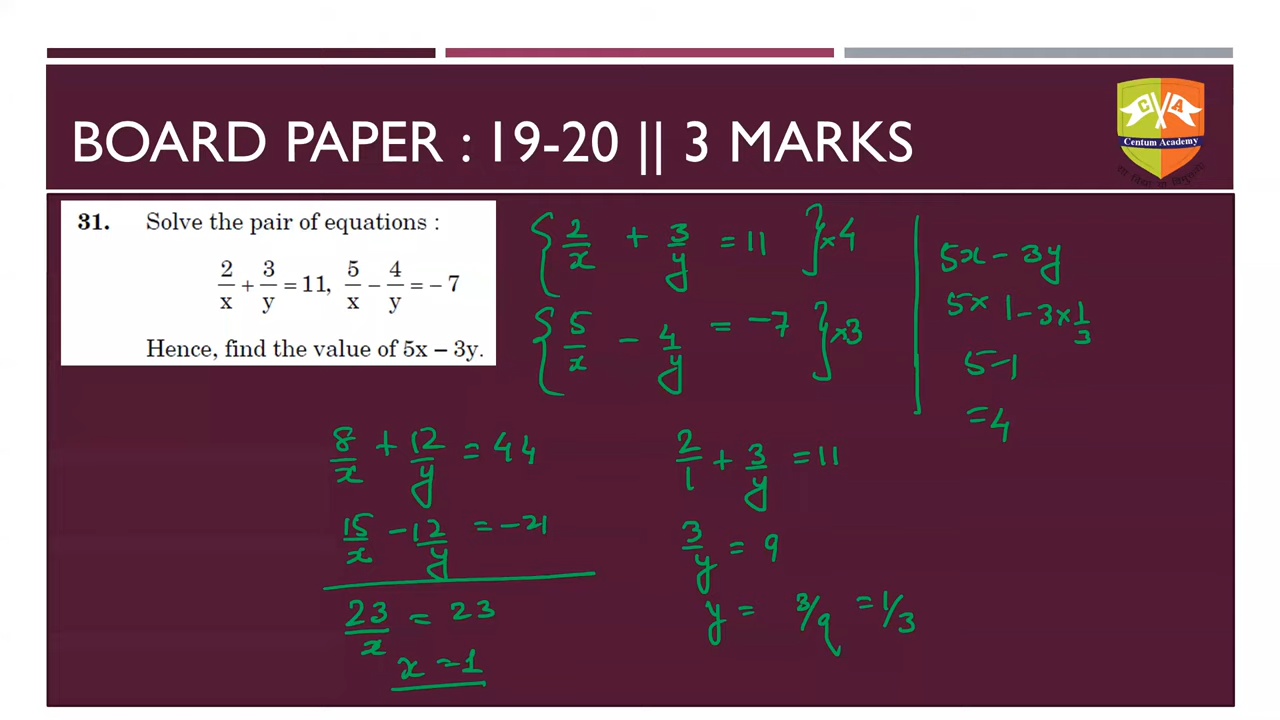 BOARD PAPER : 19-20 || 3 MARKS
C A
Centum Academy
31. Solve the pair of equations :
2/x + 3/y = 11, 5/x − 4/y = − 7
Hence, find the value of 5x − 3y.
{ 2/x + 3/y = 11 } ×4
{ 5/x − 4/y = −7 } ×3
8/x + 12/y = 44
15/x − 12/y = −21
23/x = 23
x = 1
2/1 + 3/y = 11
3/y = 9
y = 3/9 = 1/3
5x − 3y
5 × 1 − 3 × 1/3
5 − 1
= 4